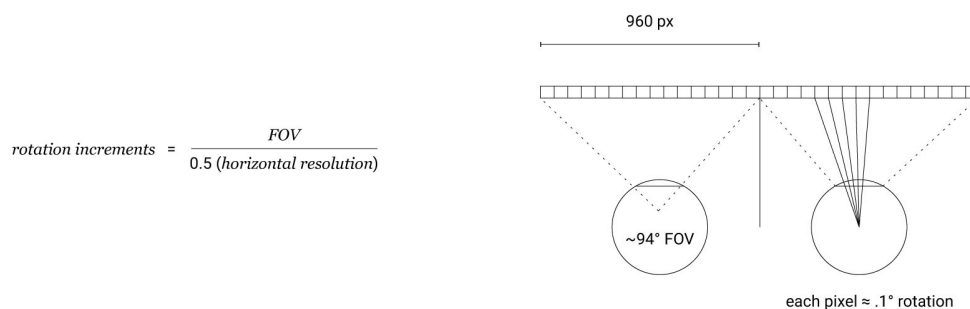 rotation increments = FOV
0.5 (horizontal resolution)
960 px
~94° FOV
each pixel ≈ .1° rotation